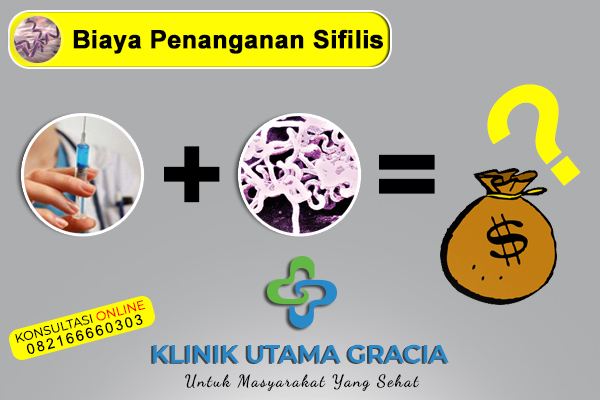 Biaya Penanganan Sifilis
+
=
?
$
KONSULTASI ONLINE
082166660303
KLINIK UTAMA GRACIA
Untuk Masyarakat Yang Sehat